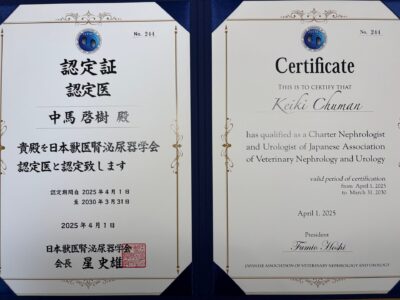 No. 244
認定証
認定医
中馬 啓樹 殿
貴殿を日本獣医腎泌尿器学会
認定医と認定致します
認定期間自 2025年4月1日
至 2030年3月31日
2025年4月1日
日本獣医腎泌尿器学会
会長 星 史雄
No. 244
Certificate
THIS IS TO CERTIFY THAT
Keiki Chuman
has qualified as a Charter Nephrologist
and Urologist of Japanese Association
of Veterinary Nephrology and Urology
valid period of certification
from April 1, 2025
to March 31, 2030
April 1, 2025
President
Fumio Hoshi
JAPANESE ASSOCIATION OF VETERINARY NEPHROLOGY AND UROLOGY